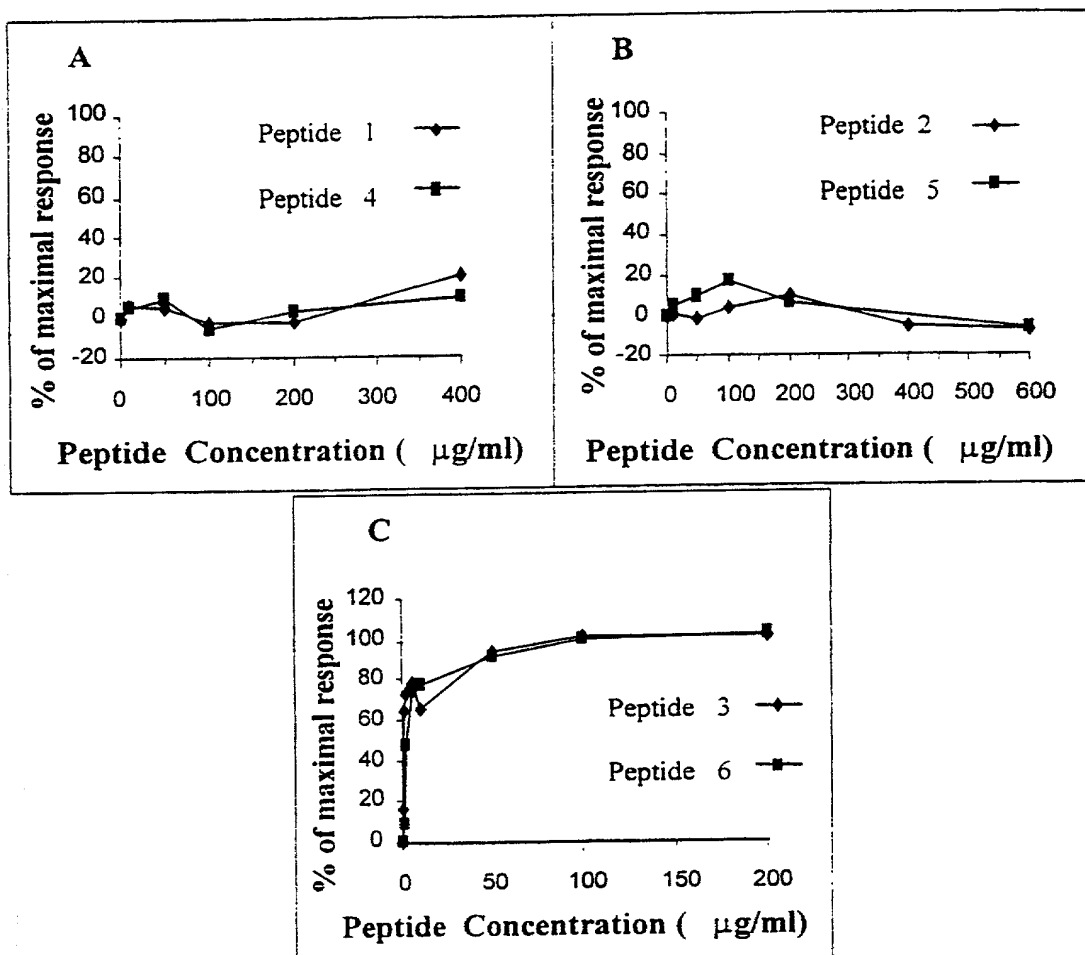 A
% of maximal response
100
80
60
40
20
0
-20
Peptide 1
Peptide 4
0 100 200 300 400
Peptide Concentration ( μg/ml)
B
% of maximal response
100
80
60
40
20
0
-20
Peptide 2
Peptide 5
0 100 200 300 400 500 600
Peptide Concentration ( μg/ml)
C
% of maximal response
120
100
80
60
40
20
0
Peptide 3
Peptide 6
0 50 100 150 200
Peptide Concentration ( μg/ml)